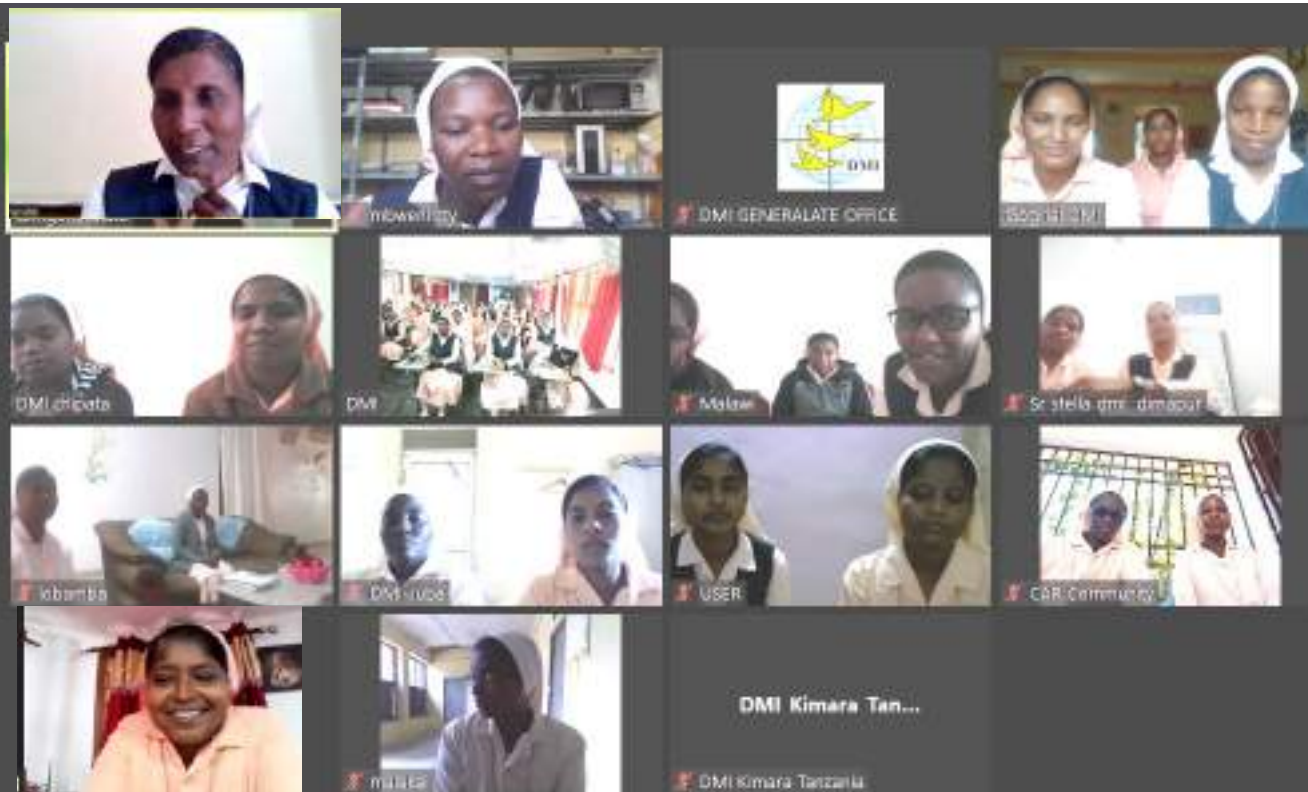 DMI
DMI GENERALATE OFFICE
DMI chipata
DMI
Malawi
Sr stella dmi dimapur
lobamba
USER
CAR Community
DMI Kimara Tan...
DMI Kimara Tanzania